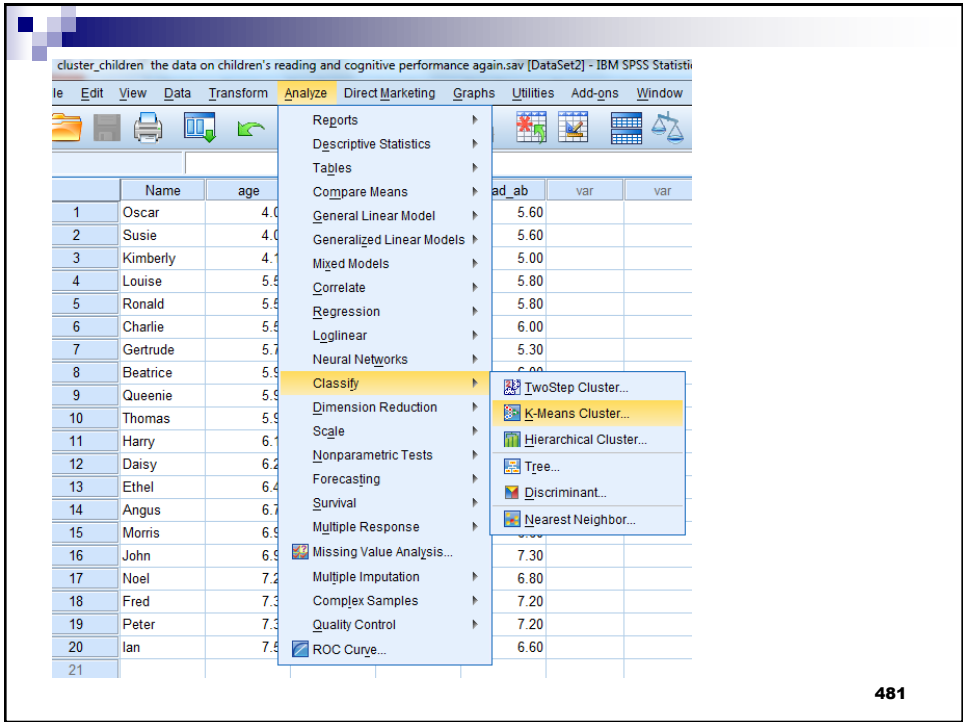 cluster_children the data on children's reading and cognitive performance again.sav [DataSet2] - IBM SPSS Statisti
le Edit View Data Transform Analyze Direct Marketing Graphs Utilities Add-ons Window
Reports
Descriptive Statistics
Tables
Compare Means
General Linear Model
Generalized Linear Models
Mixed Models
Correlate
Regression
Loglinear
Neural Networks
Classify
Dimension Reduction
Scale
Nonparametric Tests
Forecasting
Survival
Multiple Response
Missing Value Analysis...
Multiple Imputation
Complex Samples
Quality Control
ROC Curve...
TwoStep Cluster...
K-Means Cluster...
Hierarchical Cluster...
Tree...
Discriminant...
Nearest Neighbor...
Name age ad_ab var var
1 Oscar 4.0 5.60
2 Susie 4.0 5.60
3 Kimberly 4.1 5.00
4 Louise 5.5 5.80
5 Ronald 5.5 5.80
6 Charlie 5.5 6.00
7 Gertrude 5.7 5.30
8 Beatrice 5.9
9 Queenie 5.9
10 Thomas 5.9
11 Harry 6.1
12 Daisy 6.2
13 Ethel 6.4
14 Angus 6.7
15 Morris 6.9
16 John 6.9 7.30
17 Noel 7.2 6.80
18 Fred 7.3 7.20
19 Peter 7.3 7.20
20 Ian 7.5 6.60
21
481